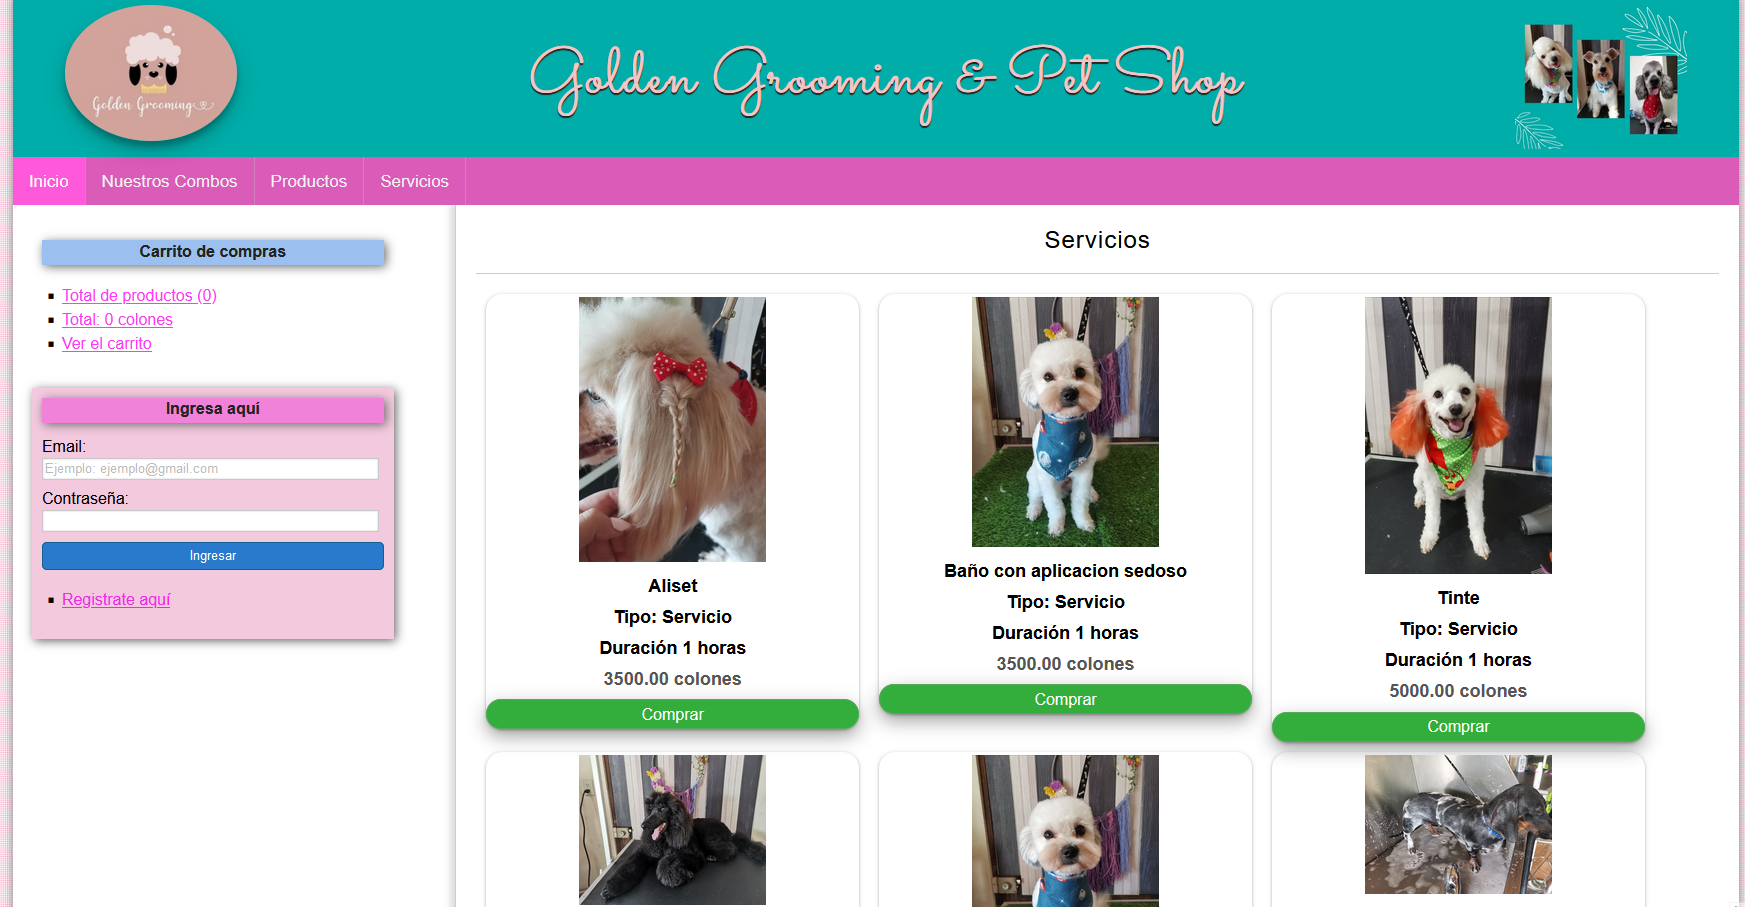 Golden Grooming
Golden Grooming & Pet Shop
Inicio
Nuestros Combos
Productos
Servicios
Carrito de compras
Total de productos (0)
Total: 0 colones
Ver el carrito
Ingresa aquí
Email:
Ejemplo: ejemplo@gmail.com
Contraseña:
Ingresar
Registrate aquí
Servicios
Aliset
Tipo: Servicio
Duración 1 horas
3500.00 colones
Comprar
Baño con aplicacion sedoso
Tipo: Servicio
Duración 1 horas
3500.00 colones
Comprar
Tinte
Tipo: Servicio
Duración 1 horas
5000.00 colones
Comprar